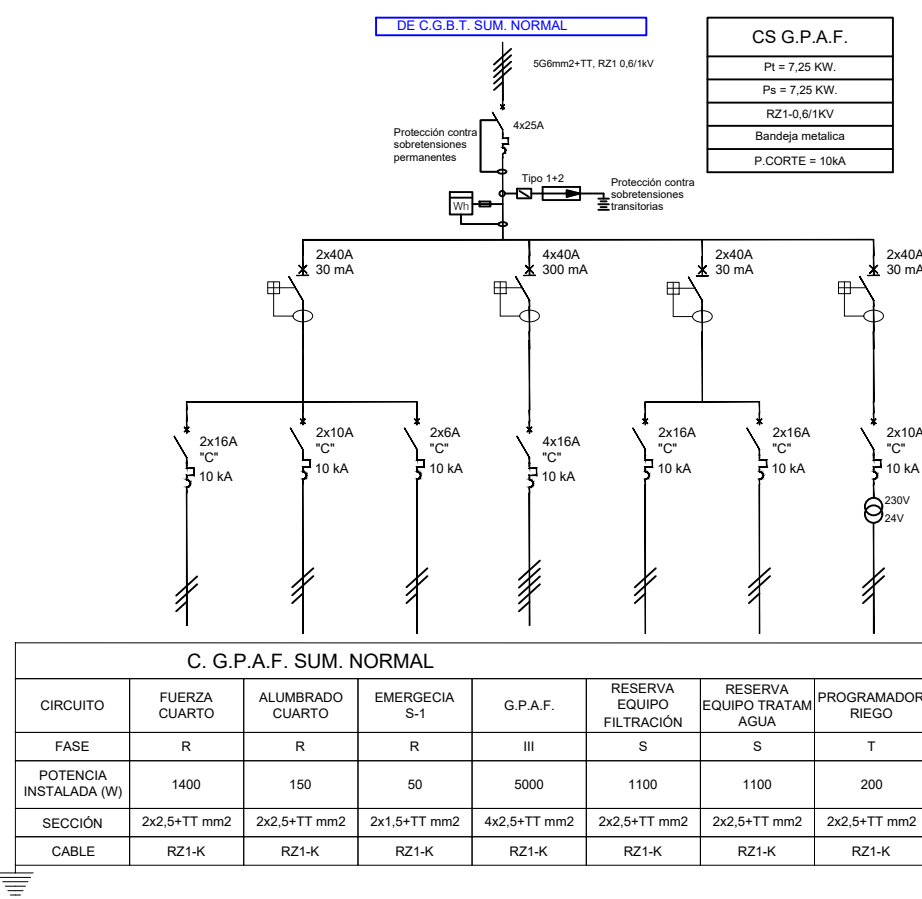 DE C.G.B.T. SUM. NORMAL
5G6mm2+TT, RZ1 0,6/1kV
CS G.P.A.F.
Pt = 7,25 KW.
Ps = 7,25 KW.
RZ1-0,6/1KV
Bandeja metalica
P.CORTE = 10kA
4x25A
Protección contra
sobretensiones
permanentes
Tipo 1+2
Protección contra
sobretensiones
transitorias
Wh
2x40A
30 mA
4x40A
300 mA
2x40A
30 mA
2x40A
30 mA
2x16A
"C"
10 kA
2x10A
"C"
10 kA
2x6A
"C"
10 kA
4x16A
"C"
10 kA
2x16A
"C"
10 kA
2x16A
"C"
10 kA
2x10A
"C"
10 kA
230V
24V
C. G.P.A.F. SUM. NORMAL
CIRCUITO
FUERZA
CUARTO
ALUMBRADO
CUARTO
EMERGECIA
S-1
G.P.A.F.
RESERVA
EQUIPO
FILTRACIÓN
RESERVA
EQUIPO TRATAM
AGUA
PROGRAMADOR
RIEGO
FASE R R R III S S T
POTENCIA
INSTALADA (W)
1400 150 50 5000 1100 1100 200
SECCIÓN 2x2,5+TT mm2 2x2,5+TT mm2 2x1,5+TT mm2 4x2,5+TT mm2 2x2,5+TT mm2 2x2,5+TT mm2 2x2,5+TT mm2
CABLE RZ1-K RZ1-K RZ1-K RZ1-K RZ1-K RZ1-K RZ1-K